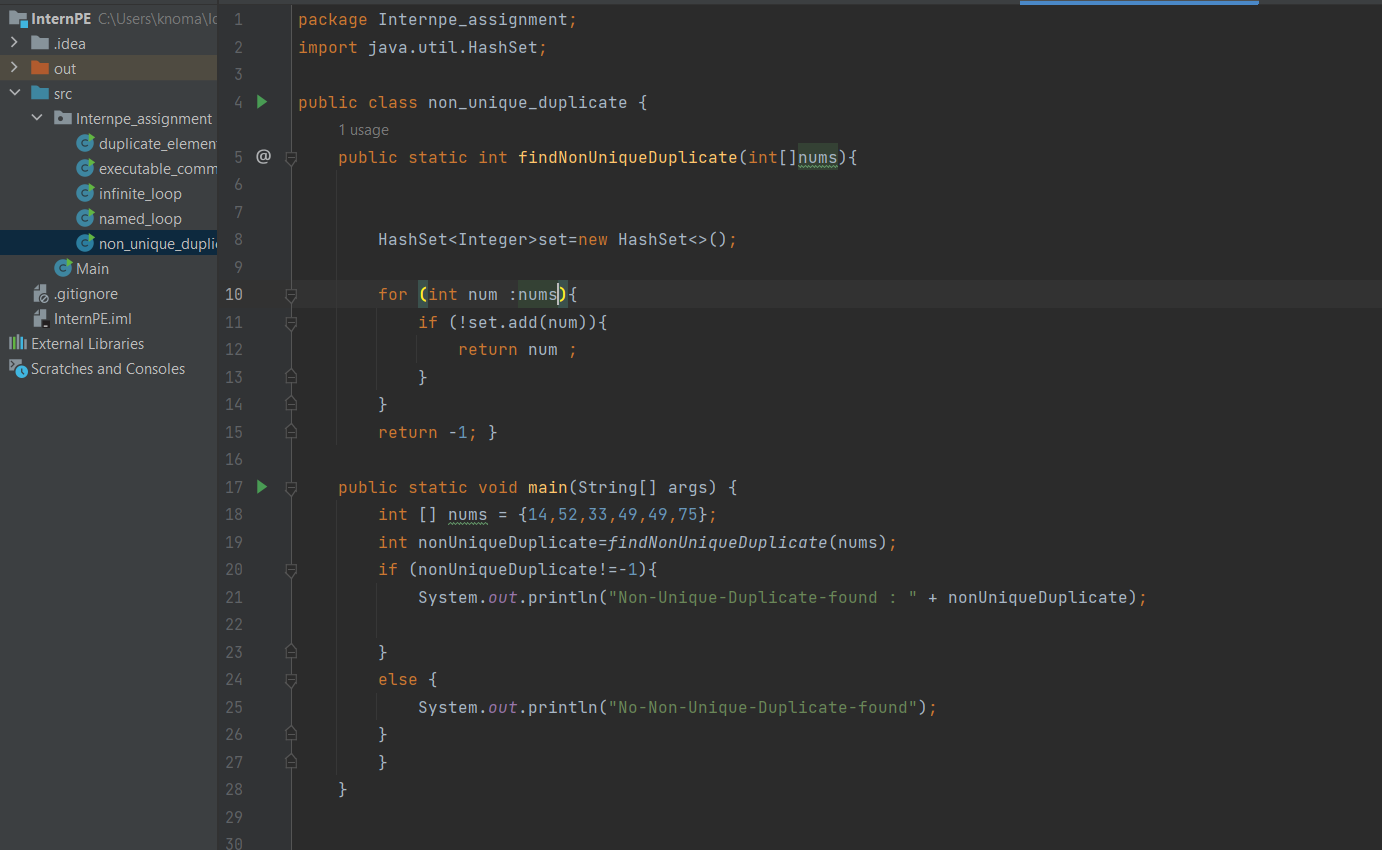 InternPE C:\Users\knoma\Id
.idea
out
src
Internpe_assignment
duplicate_elemen
executable_comm
infinite_loop
named_loop
non_unique_duplic
Main
.gitignore
InternPE.iml
External Libraries
Scratches and Consoles
1 package Internpe_assignment;
2 import java.util.HashSet;
3
4 public class non_unique_duplicate {
1 usage
5 @ public static int findNonUniqueDuplicate(int[]nums){
6
7
8 HashSet<Integer>set=new HashSet<>();
9
10 for (int num :nums){
11 if (!set.add(num)){
12 return num ;
13 }
14 }
15 return -1; }
16
17 public static void main(String[] args) {
18 int [] nums = {14,52,33,49,49,75};
19 int nonUniqueDuplicate=findNonUniqueDuplicate(nums);
20 if (nonUniqueDuplicate!=-1){
21 System.out.println("Non-Unique-Duplicate-found : " + nonUniqueDuplicate);
22
23 }
24 else {
25 System.out.println("No-Non-Unique-Duplicate-found");
26 }
27 }
28 }
29
30